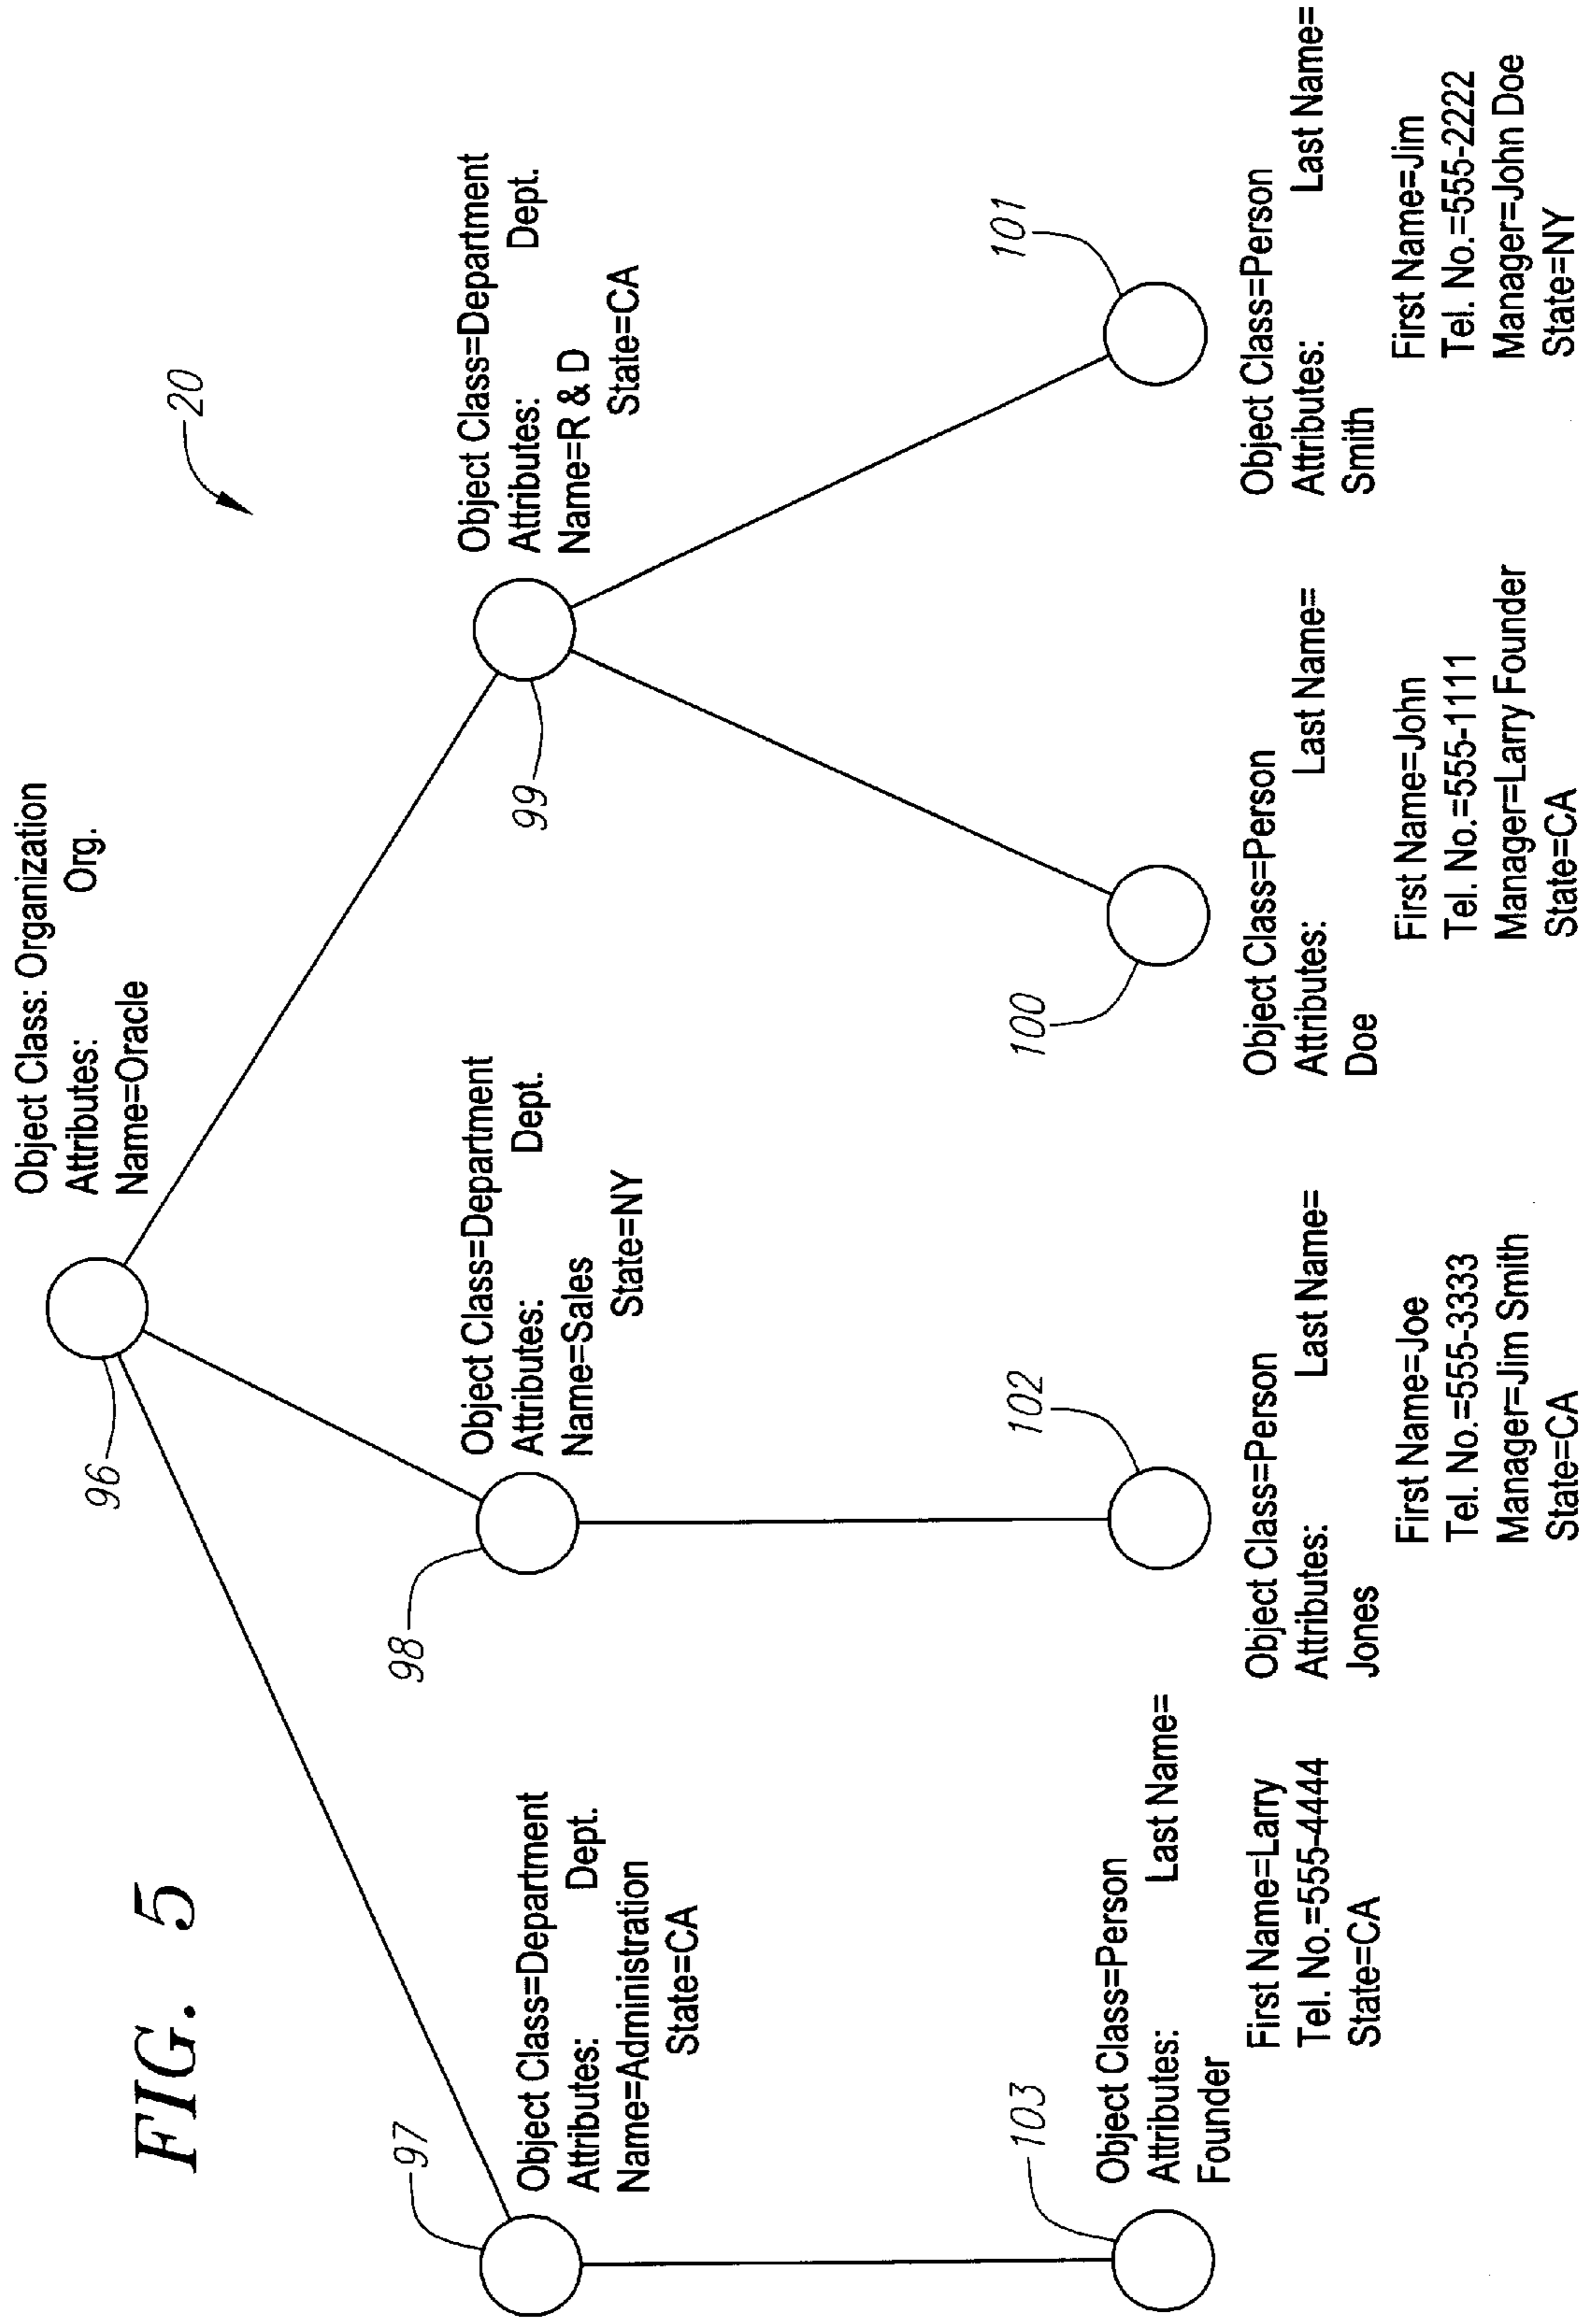 FIG. 5
20
96
Object Class: Organization
Attributes: Org.
Name=Oracle
97
Object Class=Department
Attributes: Dept.
Name=Administration
State=CA
98
Object Class=Department
Attributes: Dept.
Name=Sales
State=NY
99
Object Class=Department
Attributes: Dept.
Name=R & D
State=CA
103
Object Class=Person
Attributes: Last Name=
Founder
First Name=Larry
Tel. No.=555-4444
State=CA
102
Object Class=Person
Attributes: Last Name=
Jones
First Name=Joe
Tel. No.=555-3333
Manager=Jim Smith
State=CA
100
Object Class=Person
Attributes: Last Name=
Doe
First Name=John
Tel. No.=555-1111
Manager=Larry Founder
State=CA
101
Object Class=Person
Attributes: Last Name=
Smith
First Name=Jim
Tel. No.=555-2222
Manager=John Doe
State=NY